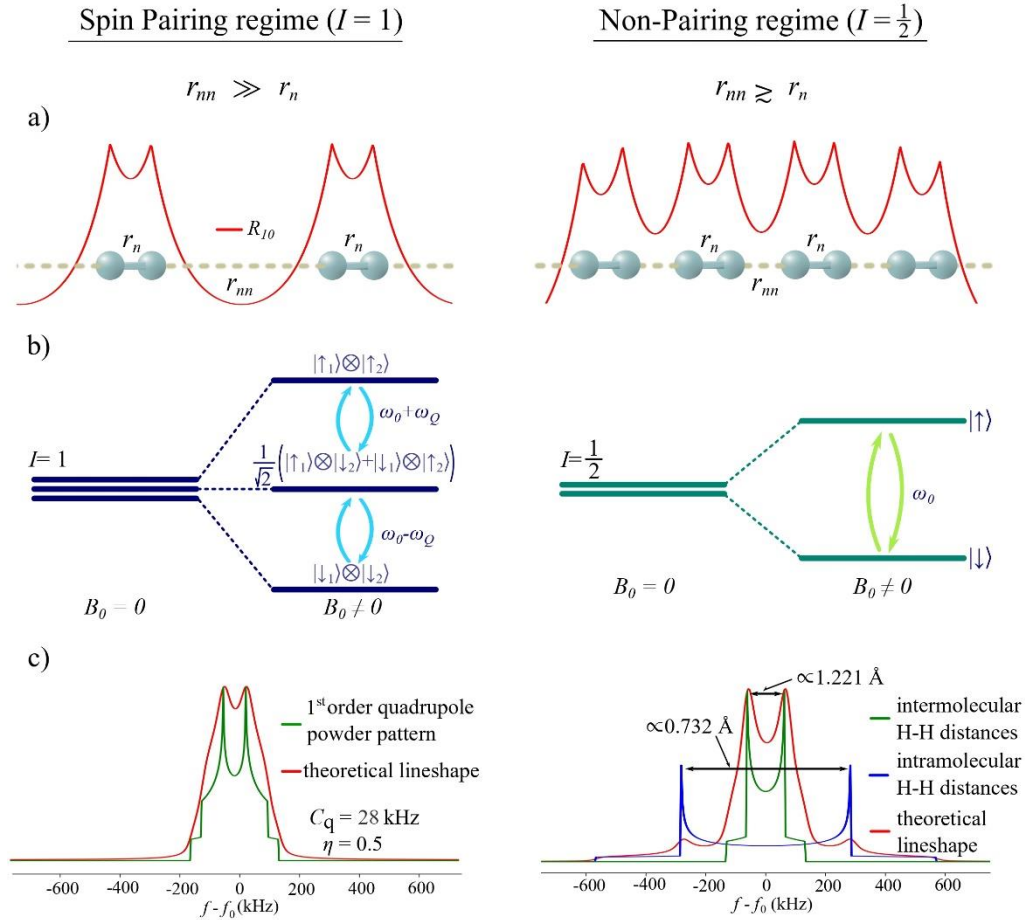 Spin Pairing regime (I = 1)
r_nn ≫ r_n
Non-Pairing regime (I = 1/2)
r_nn ≳ r_n
a)
r_n
R_10
r_n
r_nn
r_n
r_n
r_nn
b)
I= 1
|↑₁⟩⊗|↑₂⟩
ω₀+ω_Q
1/√2 (|↑₁⟩⊗|↓₂⟩+|↓₁⟩⊗|↑₂⟩)
ω₀-ω_Q
|↓₁⟩⊗|↓₂⟩
B₀ = 0
B₀ ≠ 0
I=1/2
|↑⟩
ω₀
|↓⟩
B₀ = 0
B₀ ≠ 0
c)
1st order quadrupole
powder pattern
theoretical lineshape
C_q = 28 kHz
η = 0.5
-600 -400 -200 0 200 400 600
f - f₀ (kHz)
∝1.221 Å
∝0.732 Å
intermolecular
H-H distances
intramolecular
H-H distances
theoretical
lineshape
-600 -400 -200 0 200 400 600
f - f₀ (kHz)